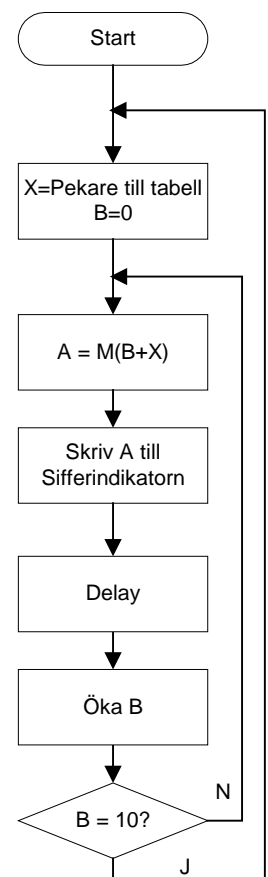 Start
X=Pekare till tabell
B=0
A = M(B+X)
Skriv A till
Sifferindikatorn
Delay
Öka B
N
B = 10?
J